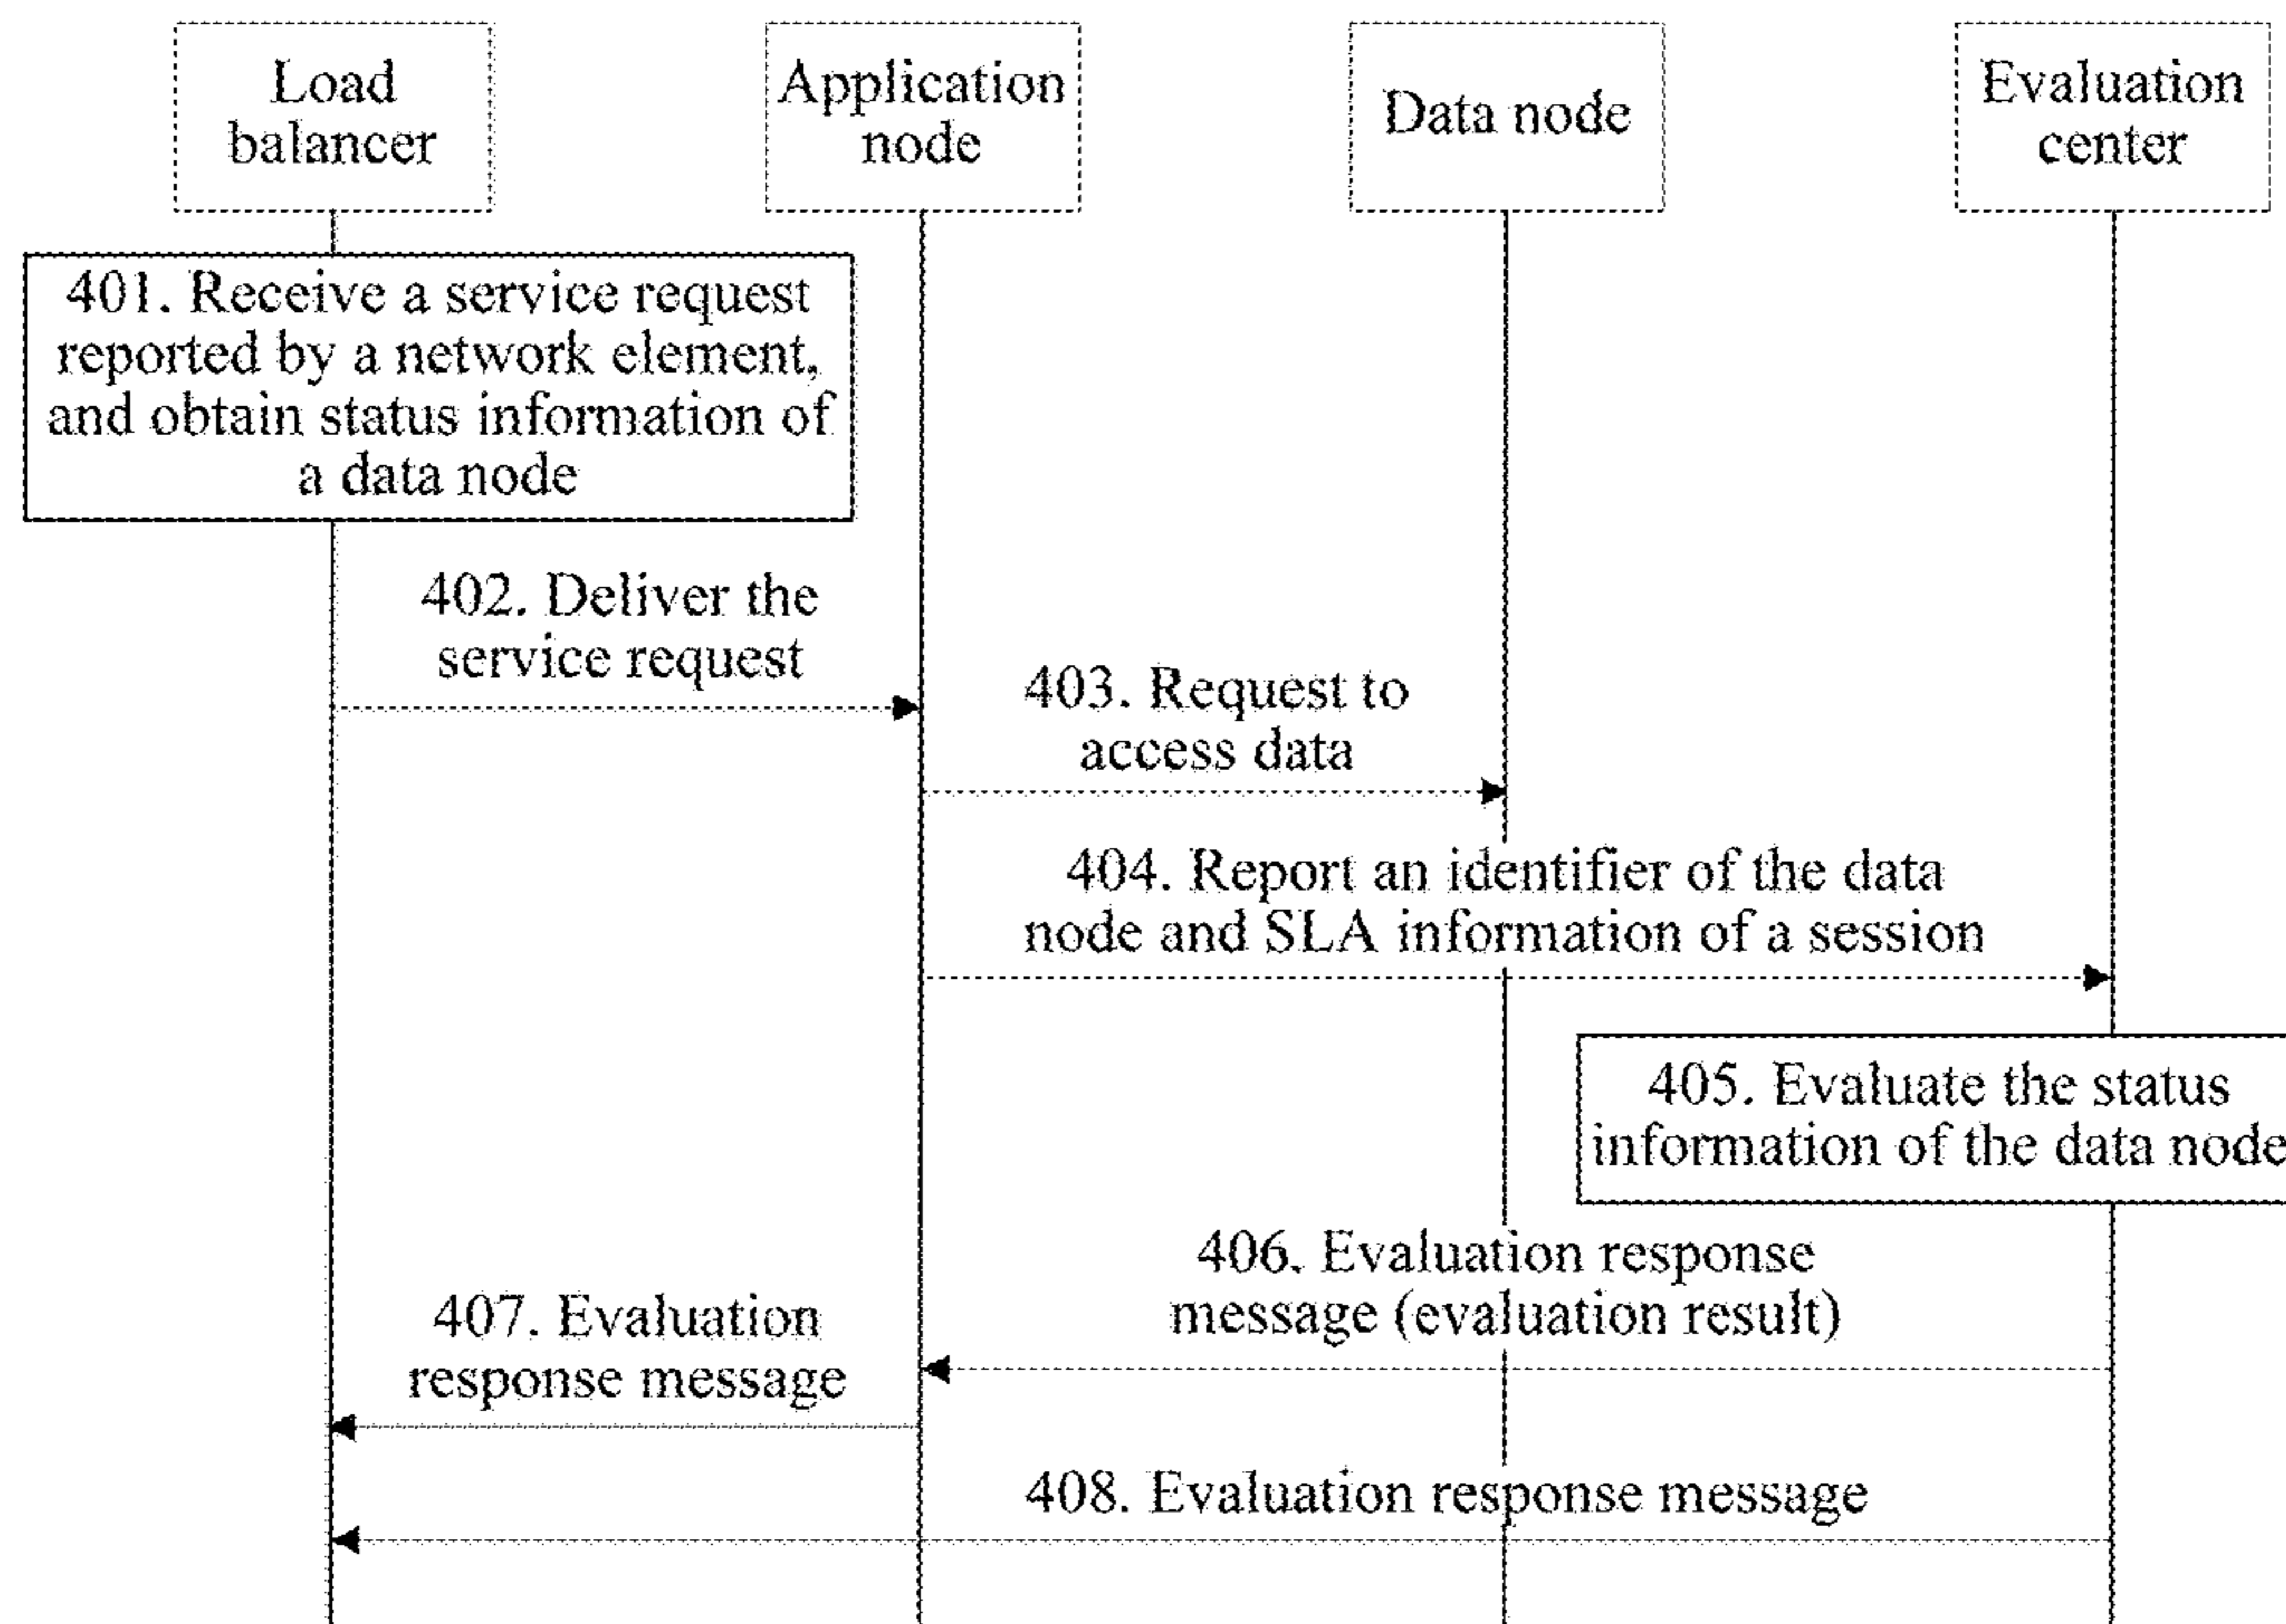 Load
balancer
Application
node
Data node
Evaluation
center
401. Receive a service request
reported by a network element,
and obtain status information of
a data node
402. Deliver the
service request
403. Request to
access data
404. Report an identifier of the data
node and SLA information of a session
405. Evaluate the status
information of the data node
406. Evaluation response
message (evaluation result)
407. Evaluation
response message
408. Evaluation response message